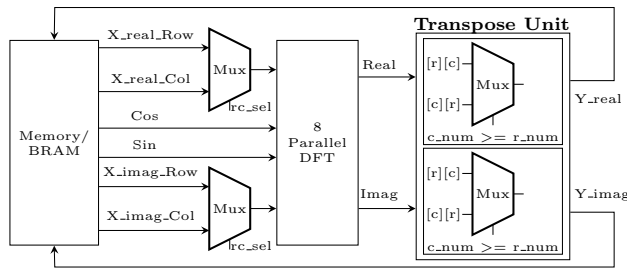 Transpose Unit
X_real_Row
X_real_Col
Cos
Sin
X_imag_Row
X_imag_Col
Memory/
BRAM
Mux
rc_sel
Mux
rc_sel
8
Parallel
DFT
Real
Imag
[r][c]
[c][r]
Mux
c_num >= r_num
[r][c]
[c][r]
Mux
c_num >= r_num
Y_real
Y_imag